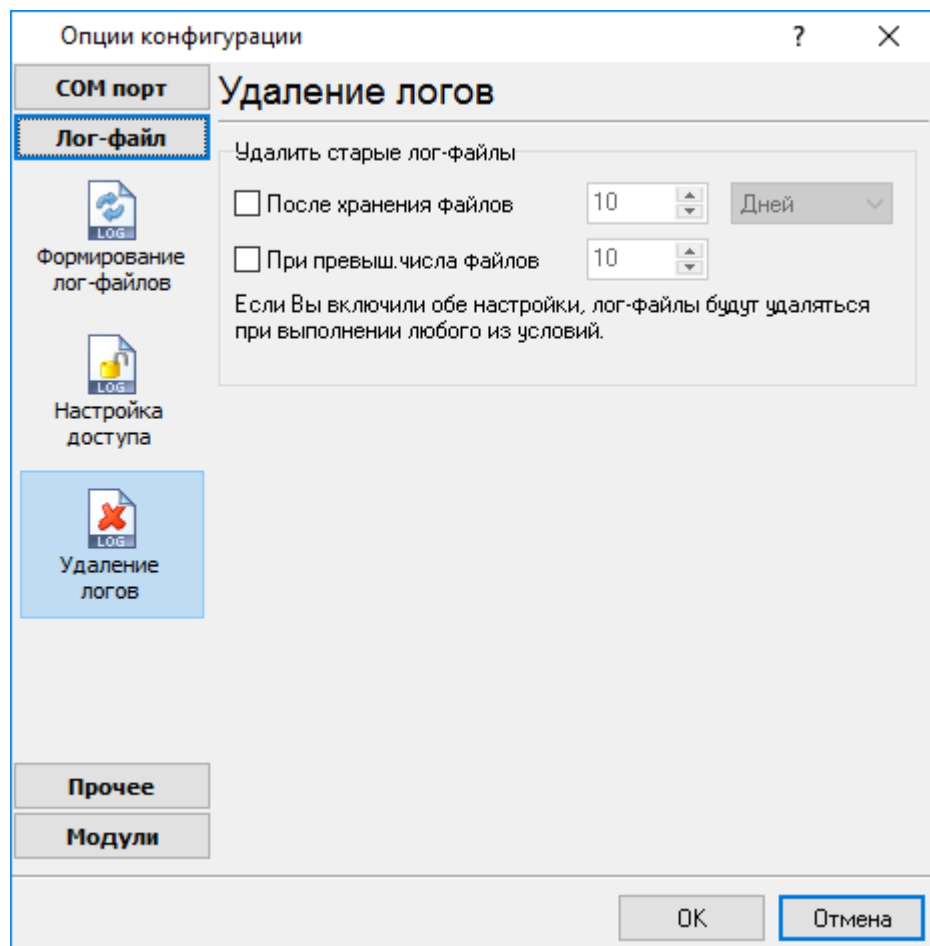 Опции конфигурации ?
COM порт
Лог-файл
LOG
Формирование
лог-файлов
LOG
Настройка
доступа
LOG
Удаление
логов
Прочее
Модули
Удаление логов
Удалить старые лог-файлы
После хранения файлов 10 Дней
При превыш.числа файлов 10
Если Вы включили обе настройки, лог-файлы будут удаляться
при выполнении любого из условий.
OK Отмена